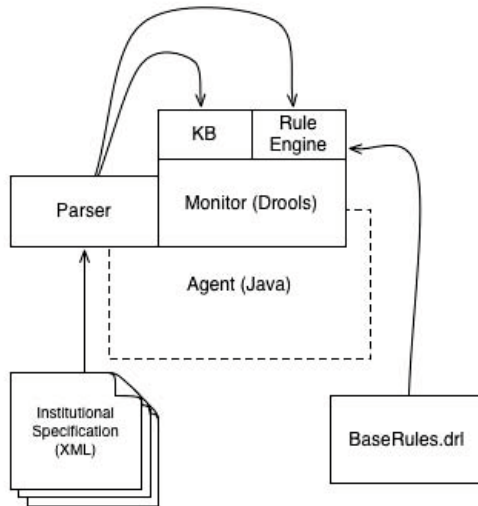 KB
Rule
Engine
Parser
Monitor (Drools)
Agent (Java)
Institutional
Specification
(XML)
BaseRules.drl